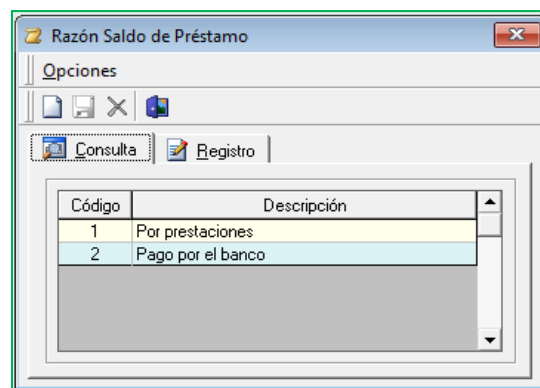 Razón Saldo de Préstamo
Opciones
Consulta Registro
Código Descripción
1 Por prestaciones
2 Pago por el banco